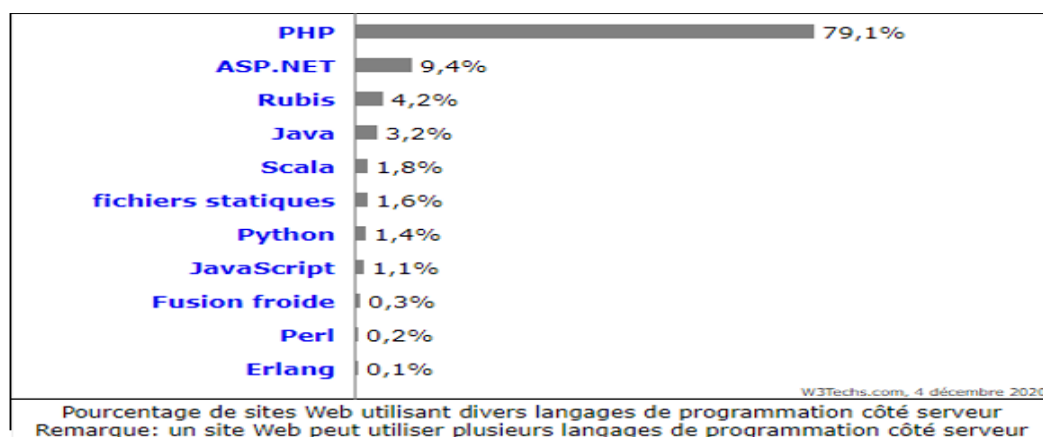 PHP 79,1%
ASP.NET 9,4%
Rubis 4,2%
Java 3,2%
Scala 1,8%
fichiers statiques 1,6%
Python 1,4%
JavaScript 1,1%
Fusion froide 0,3%
Perl 0,2%
Erlang 0,1%
W3Techs.com, 4 décembre 2020
Pourcentage de sites Web utilisant divers langages de programmation côté serveur
Remarque: un site Web peut utiliser plusieurs langages de programmation côté serveur